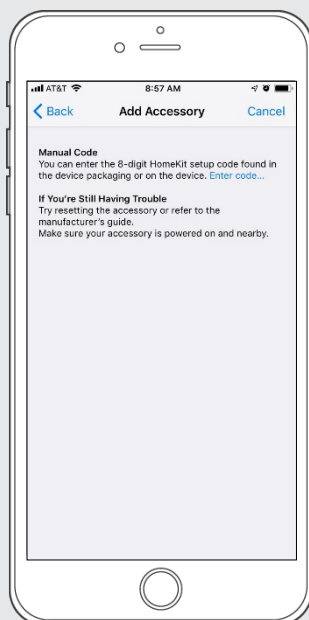 AT&T 8:57 AM
Back Add Accessory Cancel
Manual Code
You can enter the 8-digit HomeKit setup code found in
the device packaging or on the device. Enter code...
If You're Still Having Trouble
Try resetting the accessory or refer to the
manufacturer's guide.
Make sure your accessory is powered on and nearby.